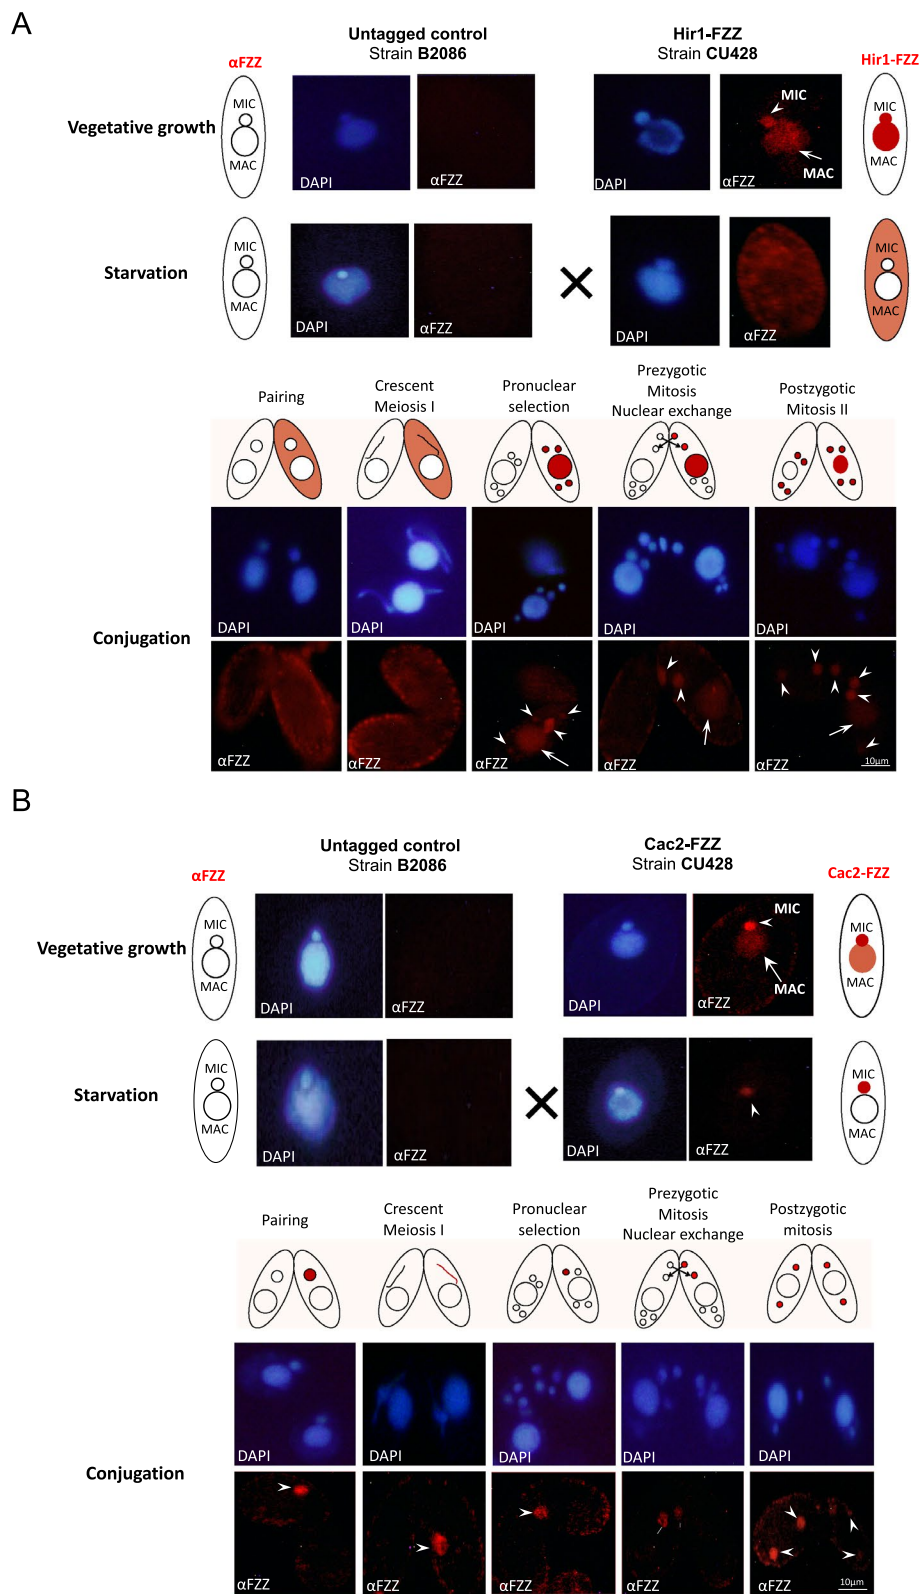 A
Untagged control
Strain B2086
Hir1-FZZ
Strain CU428
αFZZ
Hir1-FZZ
Vegetative growth
MIC
MAC
DAPI
αFZZ
DAPI
αFZZ
MIC
MAC
MIC
MAC
Starvation
MIC
MAC
DAPI
αFZZ
DAPI
αFZZ
MIC
MAC
Pairing
Crescent
Meiosis I
Pronuclear
selection
Prezygotic
Mitosis
Nuclear exchange
Postzygotic
Mitosis II
Conjugation
DAPI
DAPI
DAPI
DAPI
DAPI
αFZZ
αFZZ
αFZZ
αFZZ
αFZZ
10μm
B
Untagged control
Strain B2086
Cac2-FZZ
Strain CU428
αFZZ
Cac2-FZZ
Vegetative growth
MIC
MAC
DAPI
αFZZ
DAPI
αFZZ
MIC
MAC
MIC
MAC
Starvation
MIC
MAC
DAPI
αFZZ
DAPI
αFZZ
MIC
MAC
Pairing
Crescent
Meiosis I
Pronuclear
selection
Prezygotic
Mitosis
Nuclear exchange
Postzygotic
mitosis
Conjugation
DAPI
DAPI
DAPI
DAPI
DAPI
αFZZ
αFZZ
αFZZ
αFZZ
αFZZ
10μm